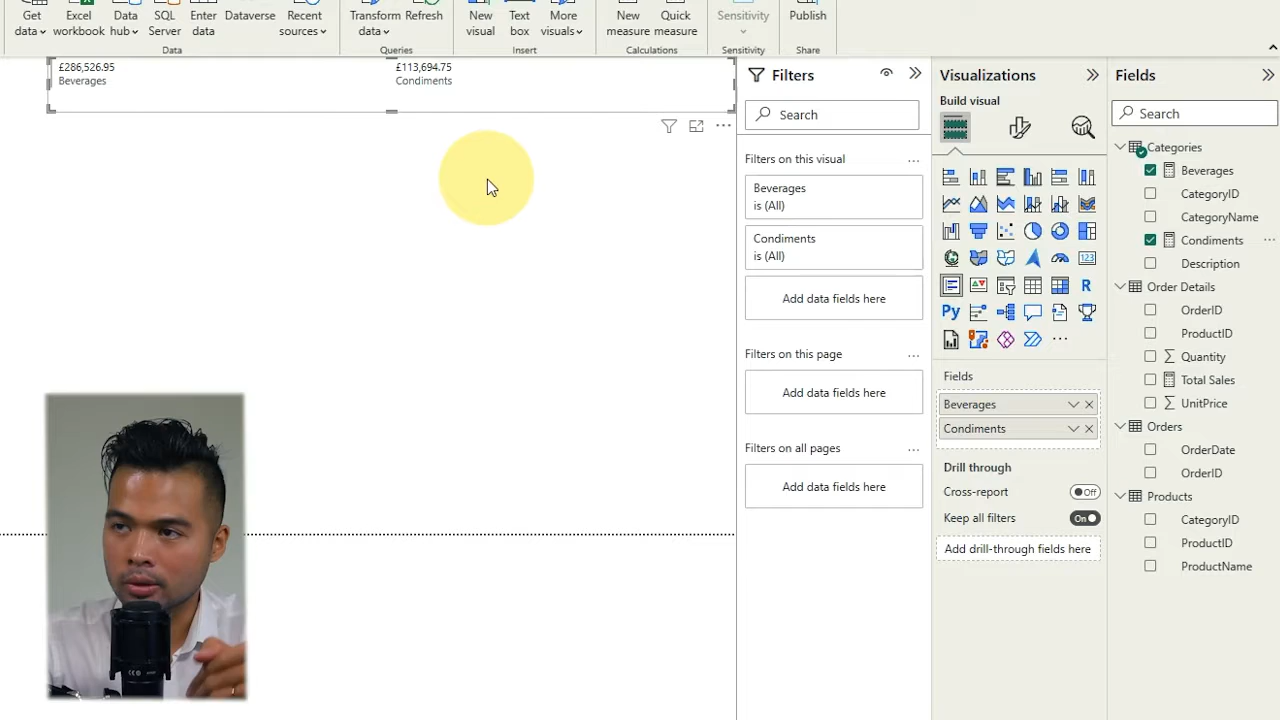 Get data
Excel workbook
Data hub
SQL Server
Enter data
Dataverse
Recent sources
Transform data
Refresh
New visual
Text box
More visuals
New measure
Quick measure
Sensitivity
Publish
Data
Queries
Insert
Calculations
Sensitivity
Share
£286,526.95
Beverages
£113,694.75
Condiments
Filters
Search
Filters on this visual
Beverages
is (All)
Condiments
is (All)
Add data fields here
Filters on this page
Add data fields here
Filters on all pages
Add data fields here
Visualizations
Build visual
123
R
Py
Fields
Beverages
Condiments
Drill through
Cross-report
Off
Keep all filters
On
Add drill-through fields here
Fields
Search
Categories
Beverages
CategoryID
CategoryName
Condiments
Description
Order Details
OrderID
ProductID
Quantity
Total Sales
UnitPrice
Orders
OrderDate
OrderID
Products
CategoryID
ProductID
ProductName